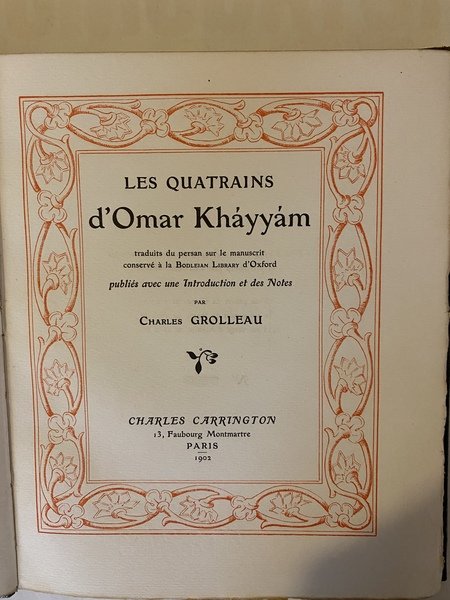 LES QUATRAINS
d'Omar Kháyyám
traduits du persan sur le manuscrit
conservé à la BODLEIAN LIBRARY d'Oxford
publiés avec une Introduction et des Notes
PAR
CHARLES GROLLEAU
CHARLES CARRINGTON
13, Faubourg Montmartre
PARIS
1902